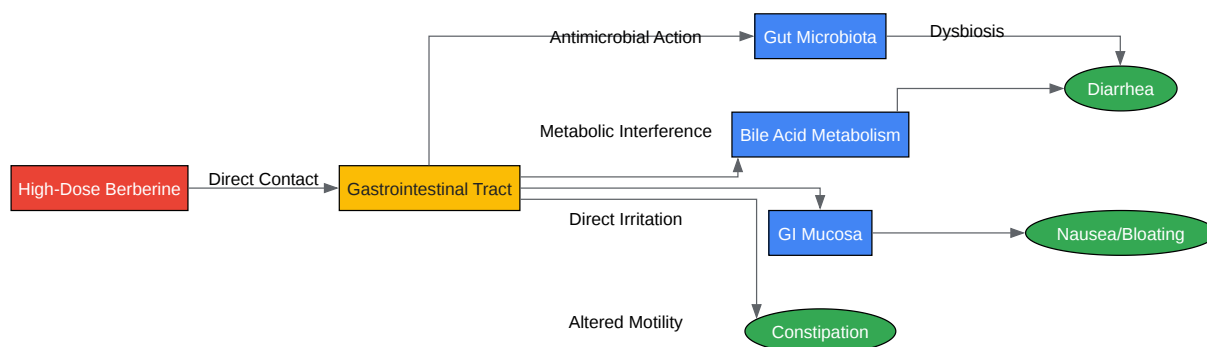 Antimicrobial Action
Gut Microbiota
Dysbiosis
Diarrhea
Metabolic Interference
Bile Acid Metabolism
High-Dose Berberine
Direct Contact
Gastrointestinal Tract
Direct Irritation
GI Mucosa
Nausea/Bloating
Altered Motility
Constipation